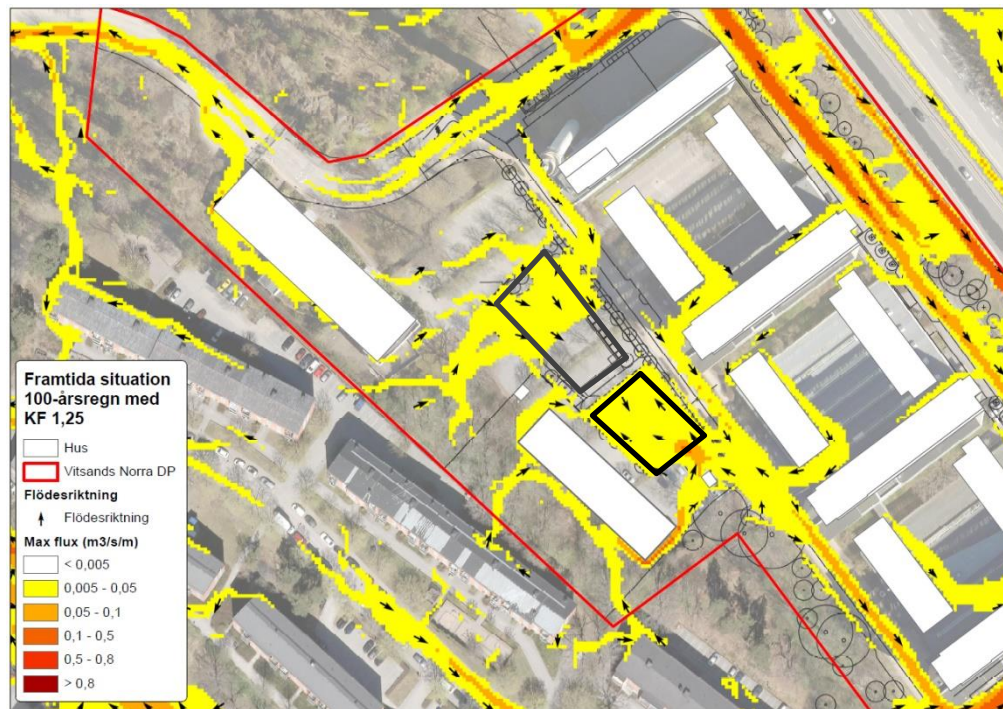 Framtida situation
100-årsregn med
KF 1,25
Hus
Vitsands Norra DP
Flödesriktning
Flödesriktning
Max flux (m3/s/m)
< 0,005
0,005 - 0,05
0,05 - 0,1
0,1 - 0,5
0,5 - 0,8
> 0,8